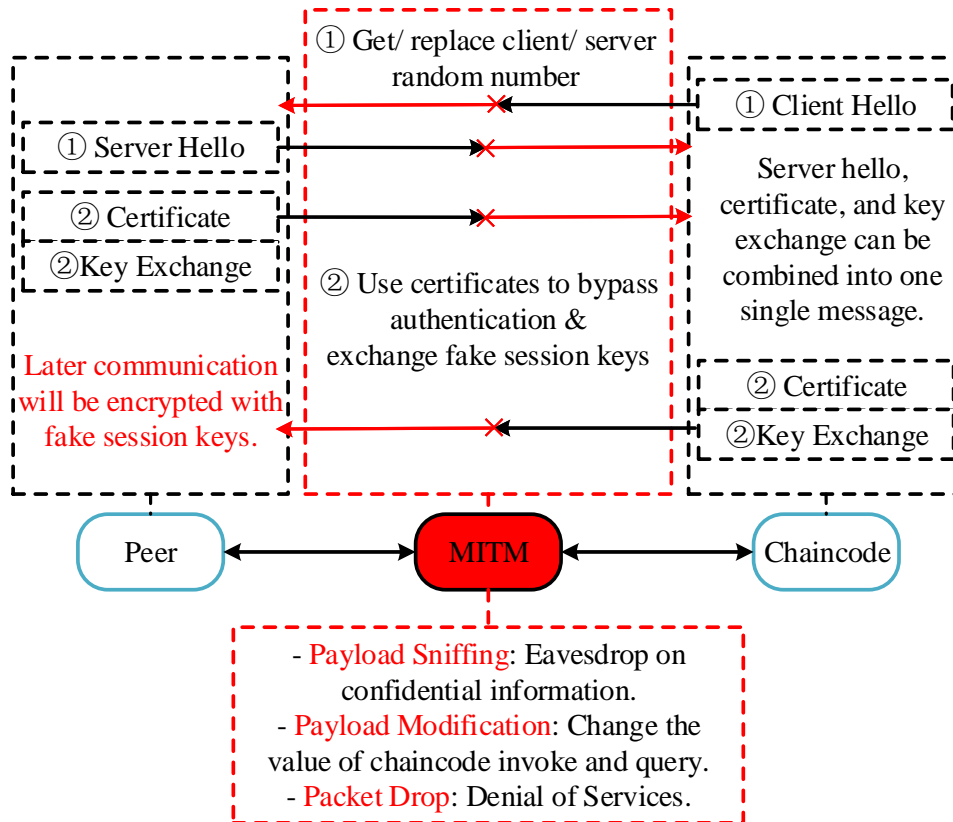 ① Get/ replace client/ server
random number
① Client Hello
① Server Hello
② Certificate
②Key Exchange
Server hello,
certificate, and key
exchange can be
combined into one
single message.
② Use certificates to bypass
authentication &
exchange fake session keys
Later communication
will be encrypted with
fake session keys.
② Certificate
②Key Exchange
Peer
MITM
Chaincode
- Payload Sniffing: Eavesdrop on
confidential information.
- Payload Modification: Change the
value of chaincode invoke and query.
- Packet Drop: Denial of Services.